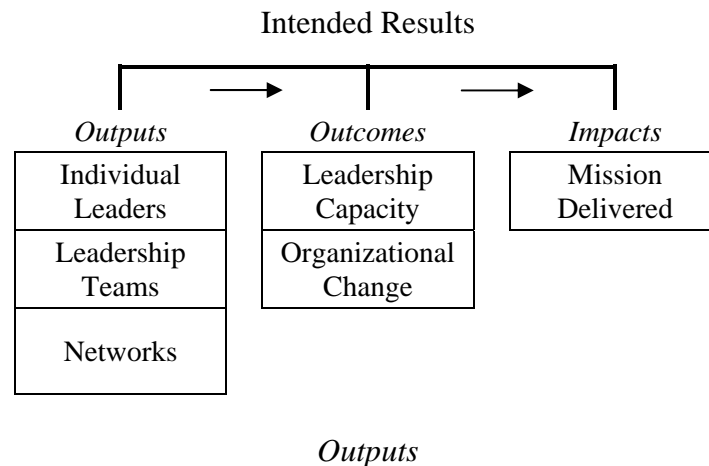 Intended Results
Outputs
Individual
Leaders
Leadership
Teams
Networks
Outcomes
Leadership
Capacity
Organizational
Change
Impacts
Mission
Delivered
Outputs